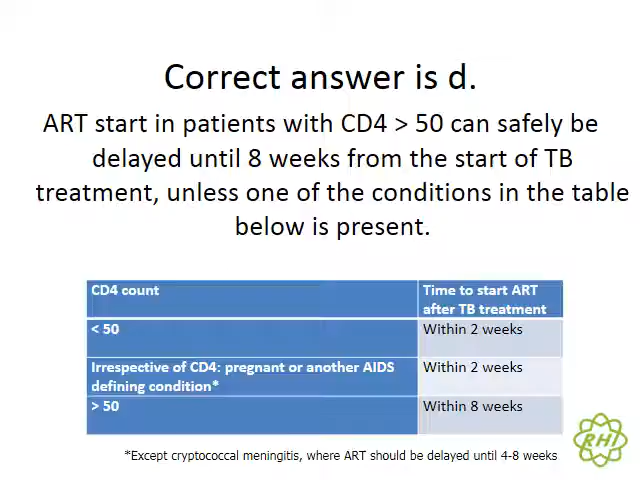 Correct answer is d.
ART start in patients with CD4 > 50 can safely be
delayed until 8 weeks from the start of TB
treatment, unless one of the conditions in the table
below is present.
CD4 count
Time to start ART
after TB treatment
< 50
Within 2 weeks
Irrespective of CD4: pregnant or another AIDS
defining condition*
Within 2 weeks
> 50
Within 8 weeks
*Except cryptococcal meningitis, where ART should be delayed until 4-8 weeks
RHI